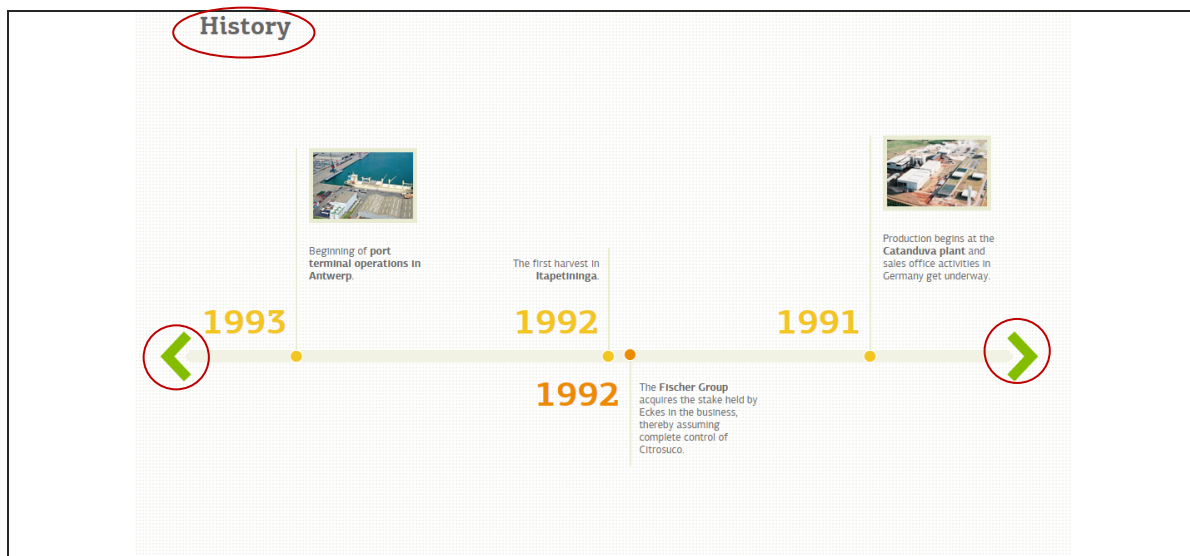 History
Beginning of port
terminal operations in
Antwerp.
1993
The first harvest in
Itapetininga.
1992
Production begins at the
Catanduva plant and
sales office activities in
Germany get underway.
1991
1992
The Fischer Group
acquires the stake held by
Eckes in the business,
thereby assuming
complete control of
Citrosuco.